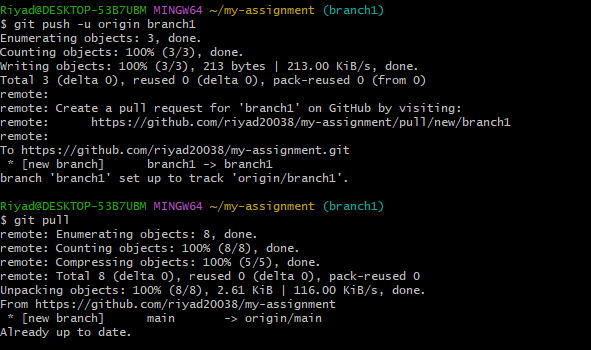 Riyad@DESKTOP-53B7UBM MINGW64 ~/my-assignment (branch1)
$ git push -u origin branch1
Enumerating objects: 3, done.
Counting objects: 100% (3/3), done.
Writing objects: 100% (3/3), 213 bytes | 213.00 KiB/s, done.
Total 3 (delta 0), reused 0 (delta 0), pack-reused 0 (from 0)
remote:
remote: Create a pull request for 'branch1' on GitHub by visiting:
remote:      https://github.com/riyad20038/my-assignment/pull/new/branch1
remote:
To https://github.com/riyad20038/my-assignment.git
 * [new branch]      branch1 -> branch1
branch 'branch1' set up to track 'origin/branch1'.

Riyad@DESKTOP-53B7UBM MINGW64 ~/my-assignment (branch1)
$ git pull
remote: Enumerating objects: 8, done.
remote: Counting objects: 100% (8/8), done.
remote: Compressing objects: 100% (5/5), done.
remote: Total 8 (delta 0), reused 0 (delta 0), pack-reused 0
Unpacking objects: 100% (8/8), 2.61 KiB | 116.00 KiB/s, done.
From https://github.com/riyad20038/my-assignment
 * [new branch]      main       -> origin/main
Already up to date.